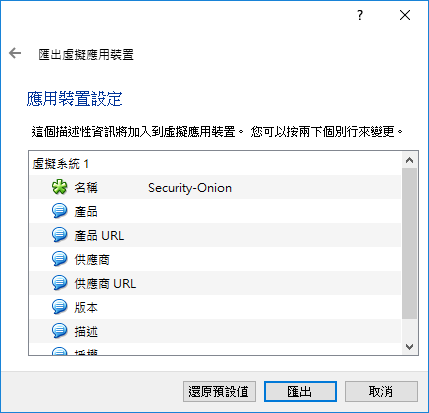 ?
匯出虛擬應用裝置
應用裝置設定
這個描述性資訊將加入到虛擬應用裝置。 您可以按兩下個別行來變更。
虛擬系統 1
名稱 Security-Onion
產品
產品 URL
供應商
供應商 URL
版本
描述
授權
還原預設值 匯出 取消